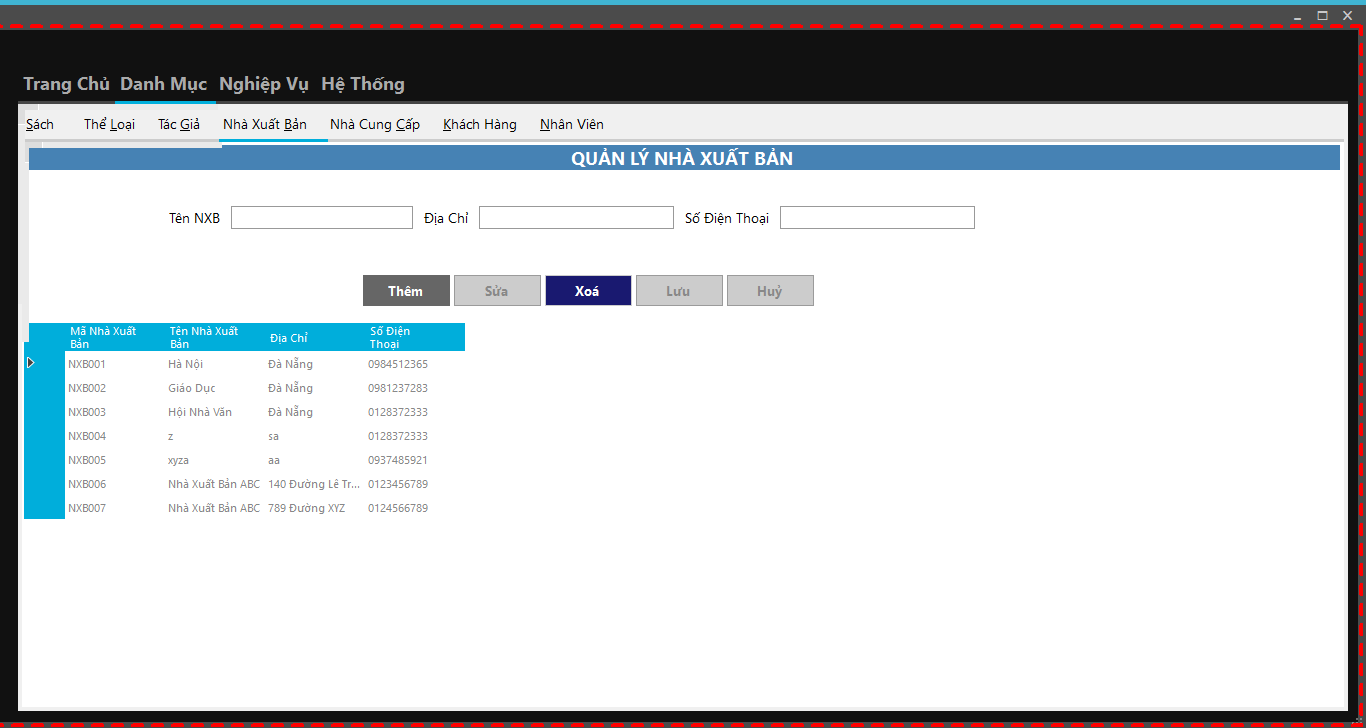 Trang Chủ Danh Mục Nghiệp Vụ Hệ Thống
Sách Thể Loại Tác Giả Nhà Xuất Bản Nhà Cung Cấp Khách Hàng Nhân Viên
QUẢN LÝ NHÀ XUẤT BẢN
Tên NXB Địa Chỉ Số Điện Thoại
Thêm Sửa Xoá Lưu Huỷ
Mã Nhà Xuất Bản Tên Nhà Xuất Bản Địa Chỉ Số Điện Thoại
NXB001 Hà Nội Đà Nẵng 0984512365
NXB002 Giáo Dục Đà Nẵng 0981237283
NXB003 Hội Nhà Văn Đà Nẵng 0128372333
NXB004 z sa 0128372333
NXB005 xyza aa 0937485921
NXB006 Nhà Xuất Bản ABC 140 Đường Lê Tr... 0123456789
NXB007 Nhà Xuất Bản ABC 789 Đường XYZ 0124566789